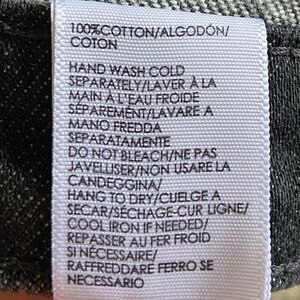 100%COTTON/ALGODÓN/
COTON
HAND WASH COLD
SEPARATELY/LAVER À LA
MAIN À L'EAU FROIDE
SÉPARÉMENT/LAVARE A
MANO FREDDA
SEPARATAMENTE
DO NOT BLEACH/NE PAS
JAVELUSER/NON USARE LA
CANDEGGINA/
HANG TO DRY/CUELGE A
SECAR/SÉCHAGE-CUR LIGNE/
COOL IRON IF NEEDED/
REPASSER AU FER FROID
SI NÉCESSAIRE/
RAFFREDDARE FERRO SE
NECESSARIO